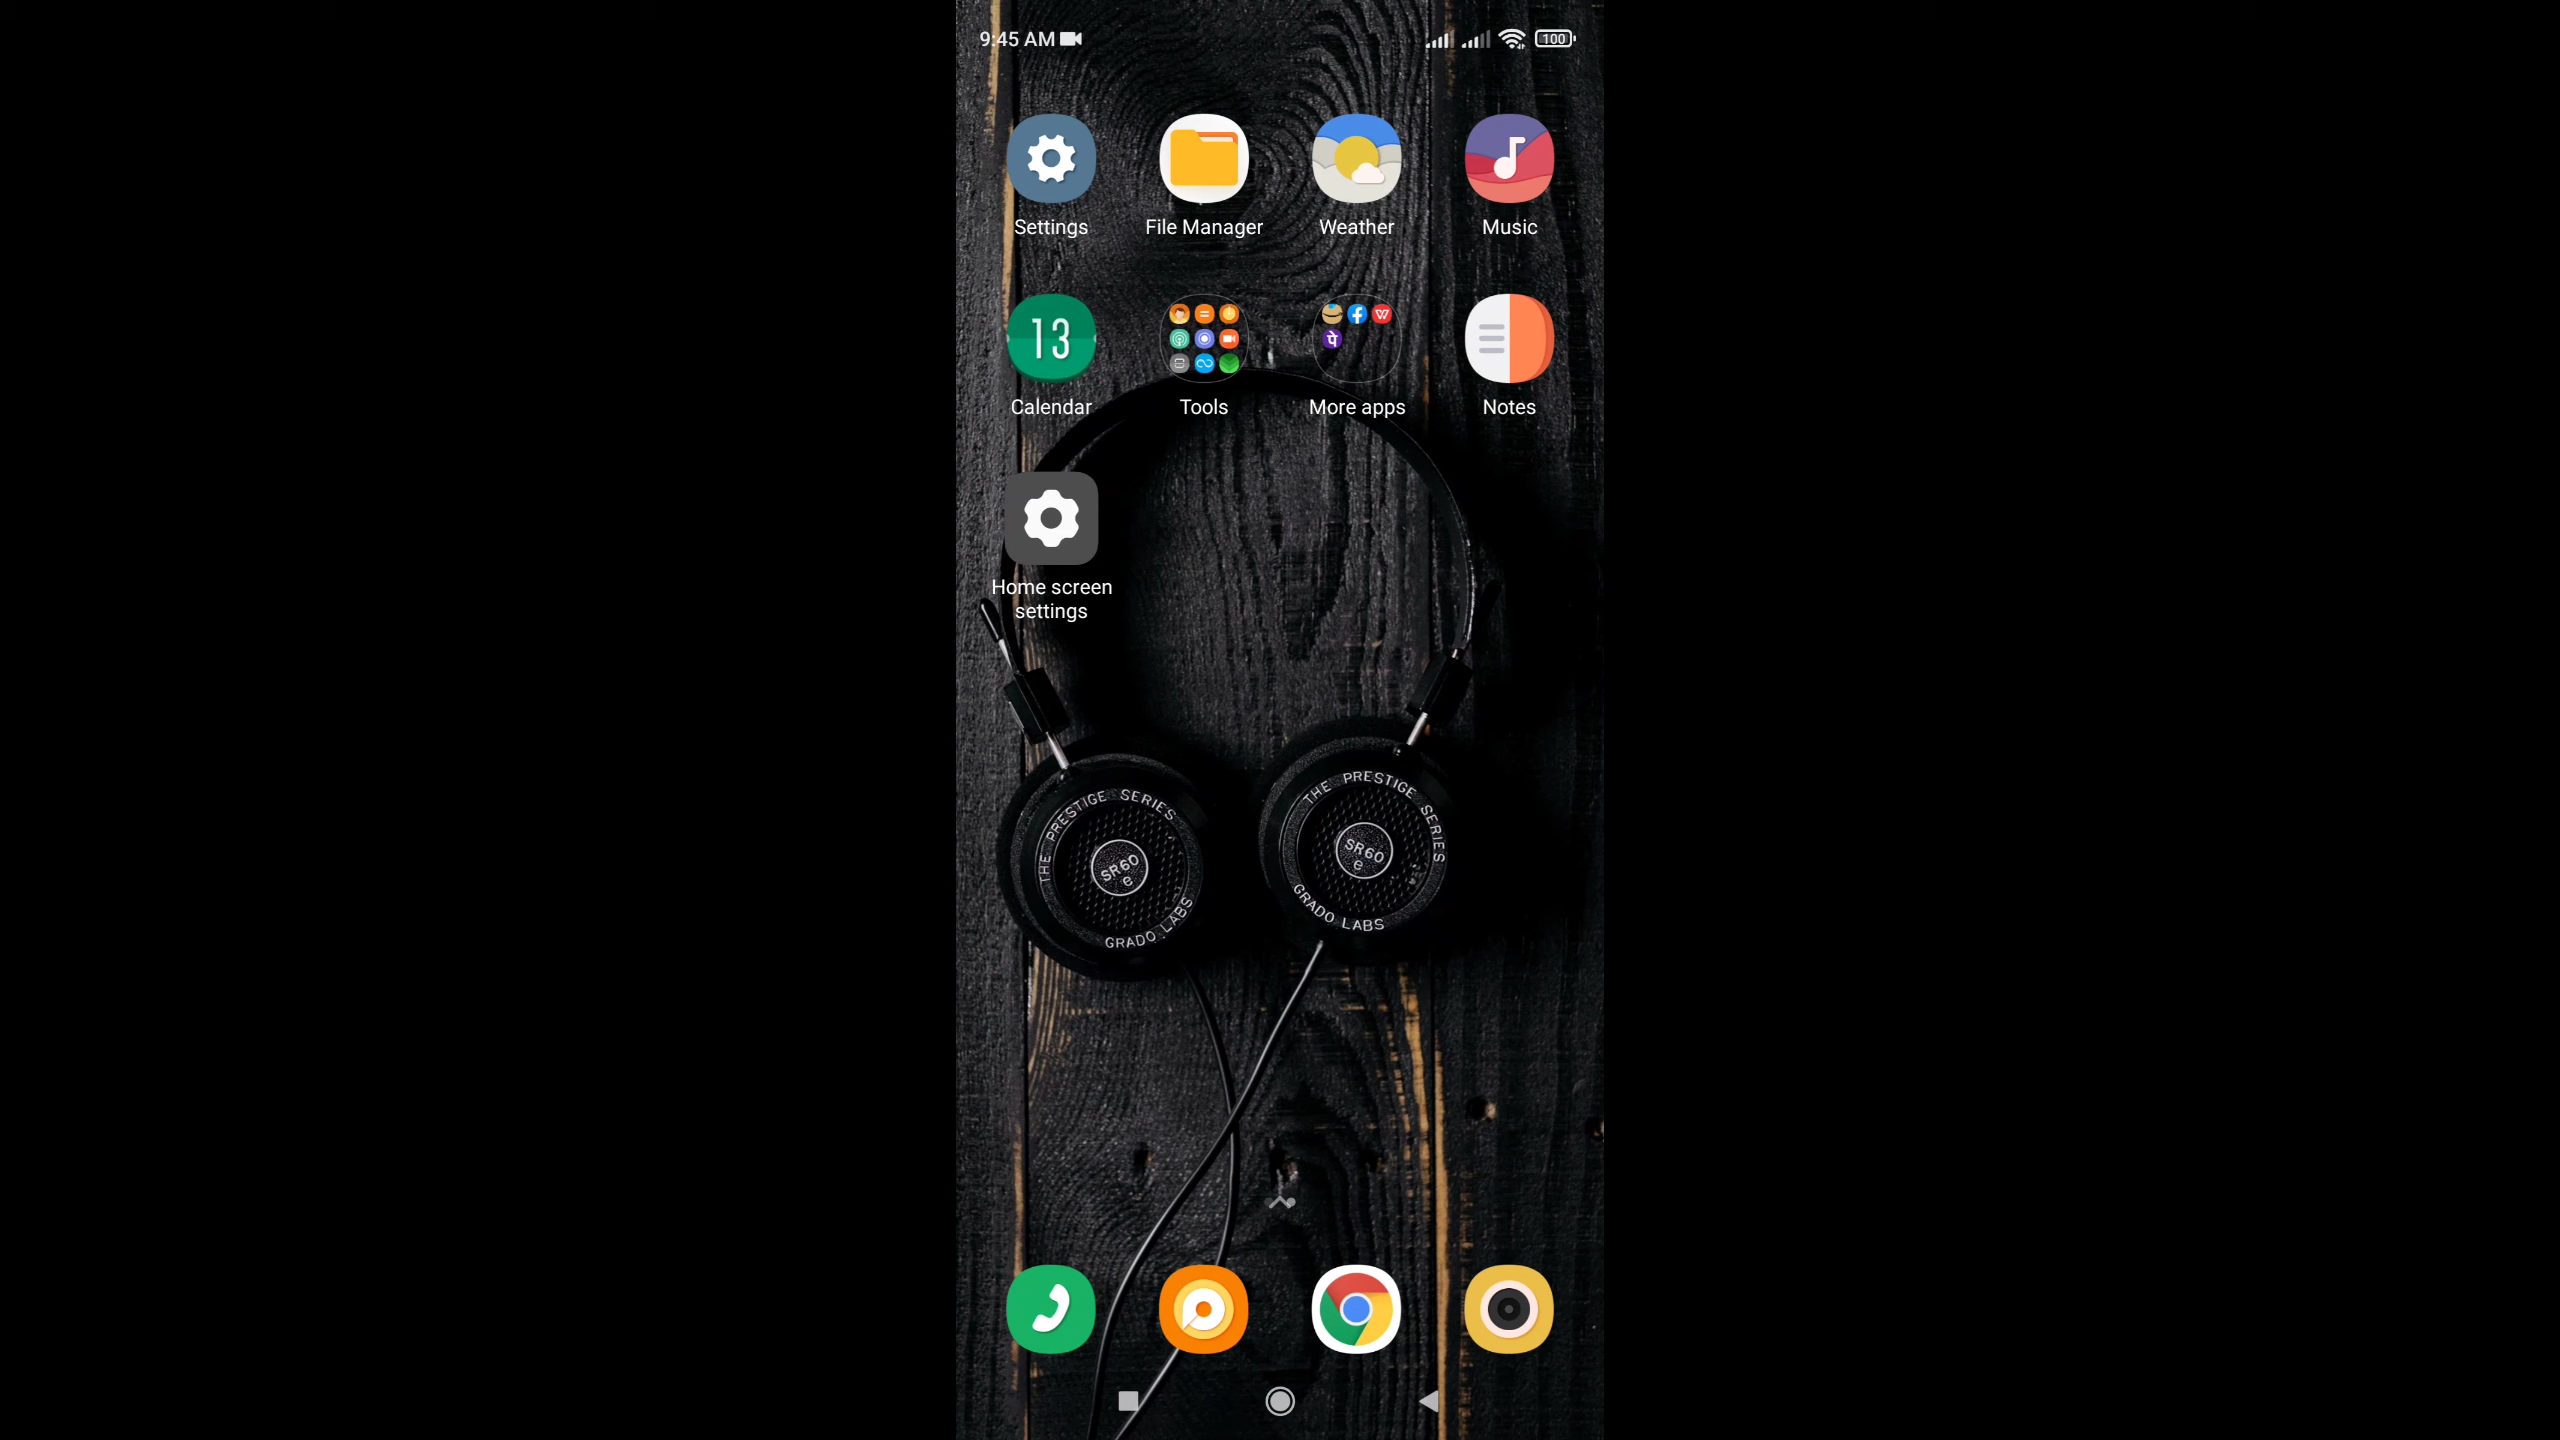 9:45 AM
100
Settings
File Manager
Weather
Music
13
पे
Calendar
Tools
More apps
Notes
Home screen
settings
THE PRESTIGE SERIES
SR60
e
GRADO LABS
THE PRESTIGE SERIES
SR60
e
GRADO LABS